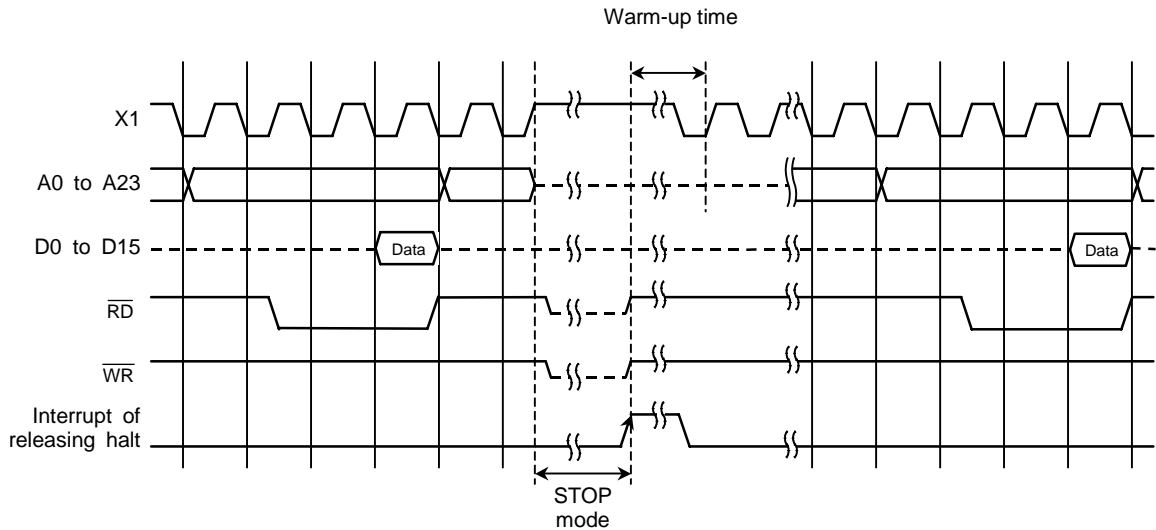 Warm-up time
X1
A0 to A23
D0 to D15
Data
Data
RD
WR
Interrupt of
releasing halt
STOP
mode